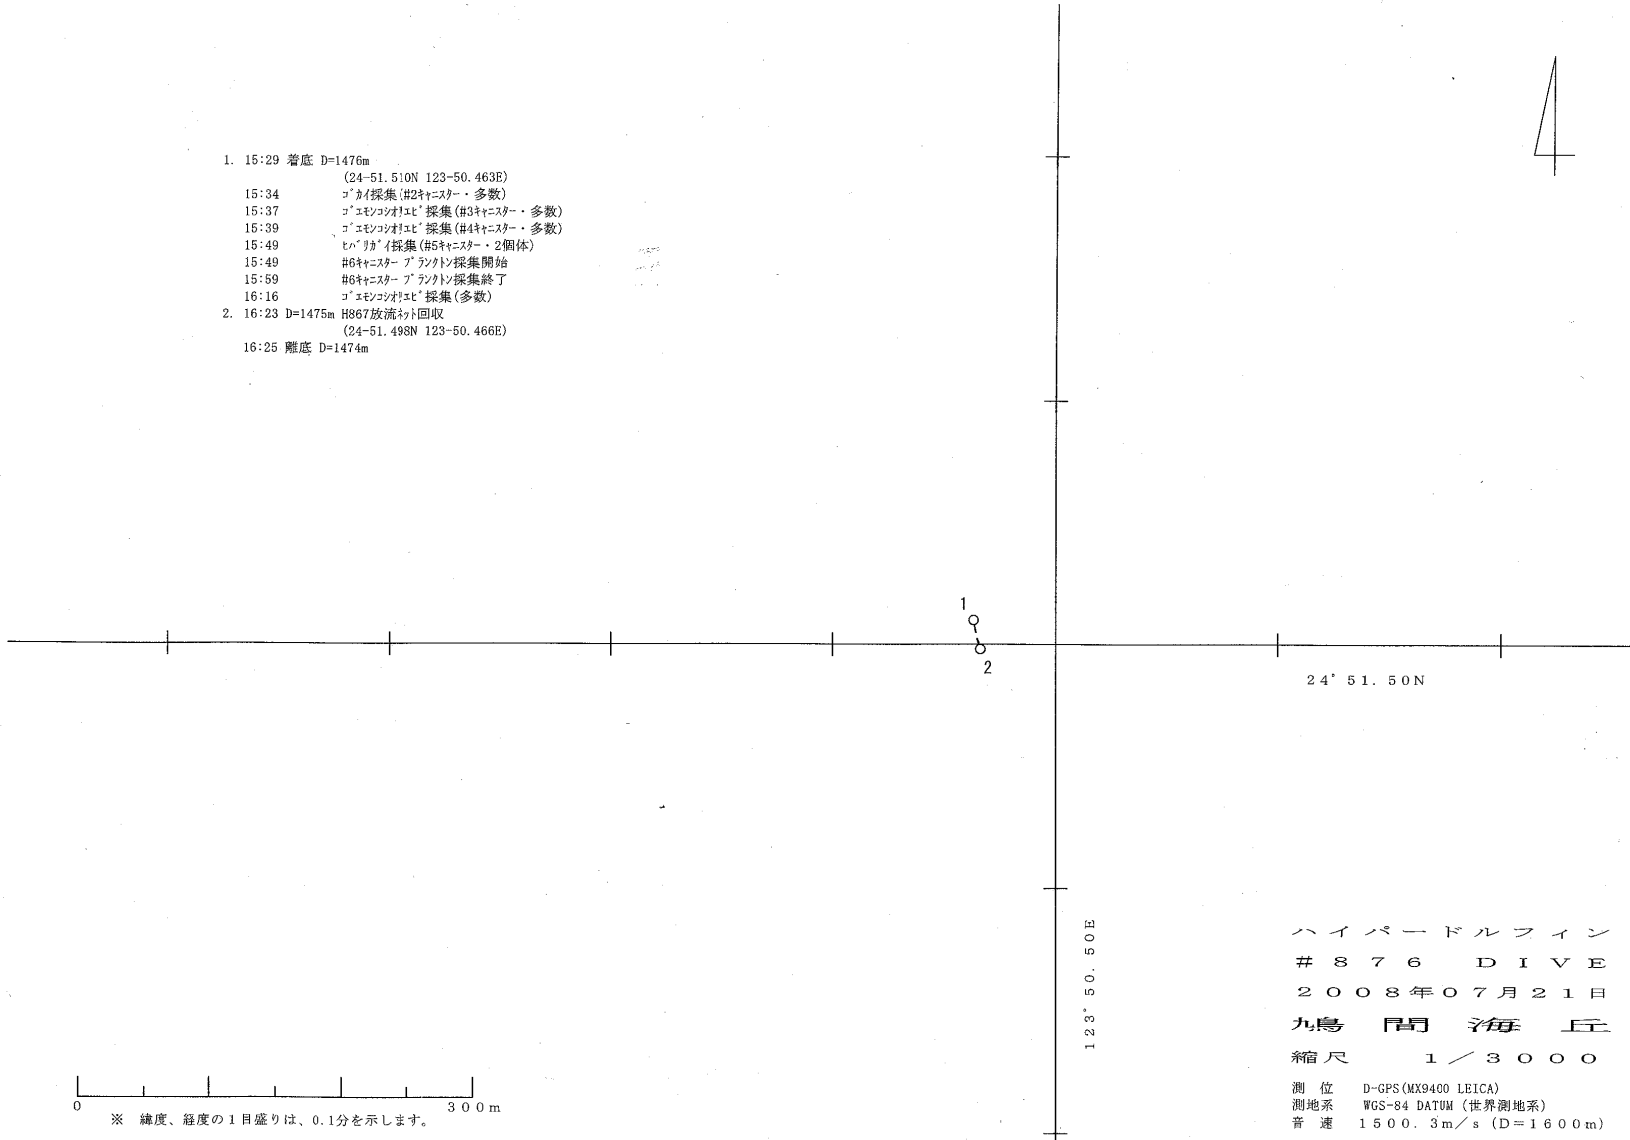 1. 15:29 着底 D=1476m
(24-51.510N 123-50.463E)
15:34 ｺﾞｶｲ採集(#2ｷｬﾆｽﾀｰ・多数)
15:37 ｺﾞｴﾓﾝｺｼｵﾘｴﾋﾞ採集(#3ｷｬﾆｽﾀｰ・多数)
15:39 ｺﾞｴﾓﾝｺｼｵﾘｴﾋﾞ採集(#4ｷｬﾆｽﾀｰ・多数)
15:49 ﾋﾊﾞﾘｶﾞｲ採集(#5ｷｬﾆｽﾀｰ・2個体)
15:49 #6ｷｬﾆｽﾀｰ ﾌﾟﾗﾝｸﾄﾝ採集開始
15:59 #6ｷｬﾆｽﾀｰ ﾌﾟﾗﾝｸﾄﾝ採集終了
16:16 ｺﾞｴﾓﾝｺｼｵﾘｴﾋﾞ採集(多数)
2. 16:23 D=1475m H867放流ﾈｯﾄ回収
(24-51.498N 123-50.466E)
16:25 離底 D=1474m
1
2
24ﾟ51.50N
123ﾟ50.50E
ハイパードルフィン
#876 DIVE
2008年07月21日
鳩間海丘
縮尺 1/3000
測位 D-GPS(MX9400 LEICA)
測地系 WGS-84 DATUM (世界測地系)
音速 1500.3m/s (D=1600m)
0 300m
※ 緯度、経度の1目盛りは、0.1分を示します。